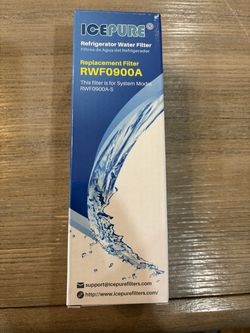 ICEPURE®
Refrigerator Water Filter
Filtros de Agua del Refrigerador
Replacement Filter
RWF0900A
This filter is for System Model:
RWF0900A-S
support@icepurefilters.com
http://www.icepurefilters.com/